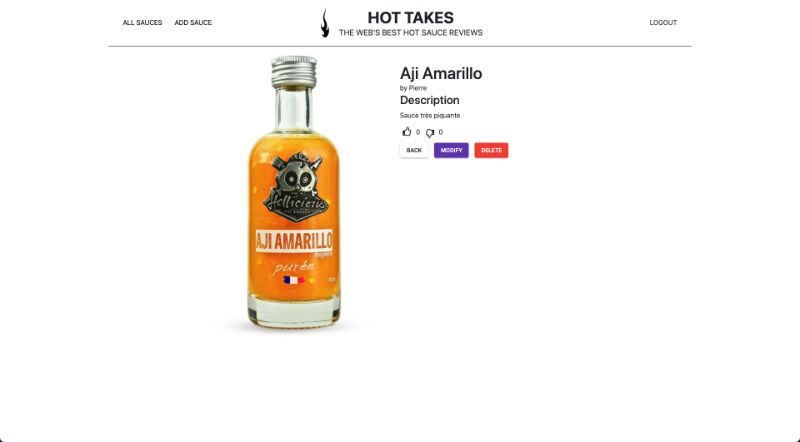 ALL SAUCES
ADD SAUCE
HOT TAKES
THE WEB'S BEST HOT SAUCE REVIEWS
LOGOUT
Aji Amarillo
by Pierre
Description
Sauce très piquante
0
0
BACK
MODIFY
DELETE
Hellicious
AJI AMARILLO
purée